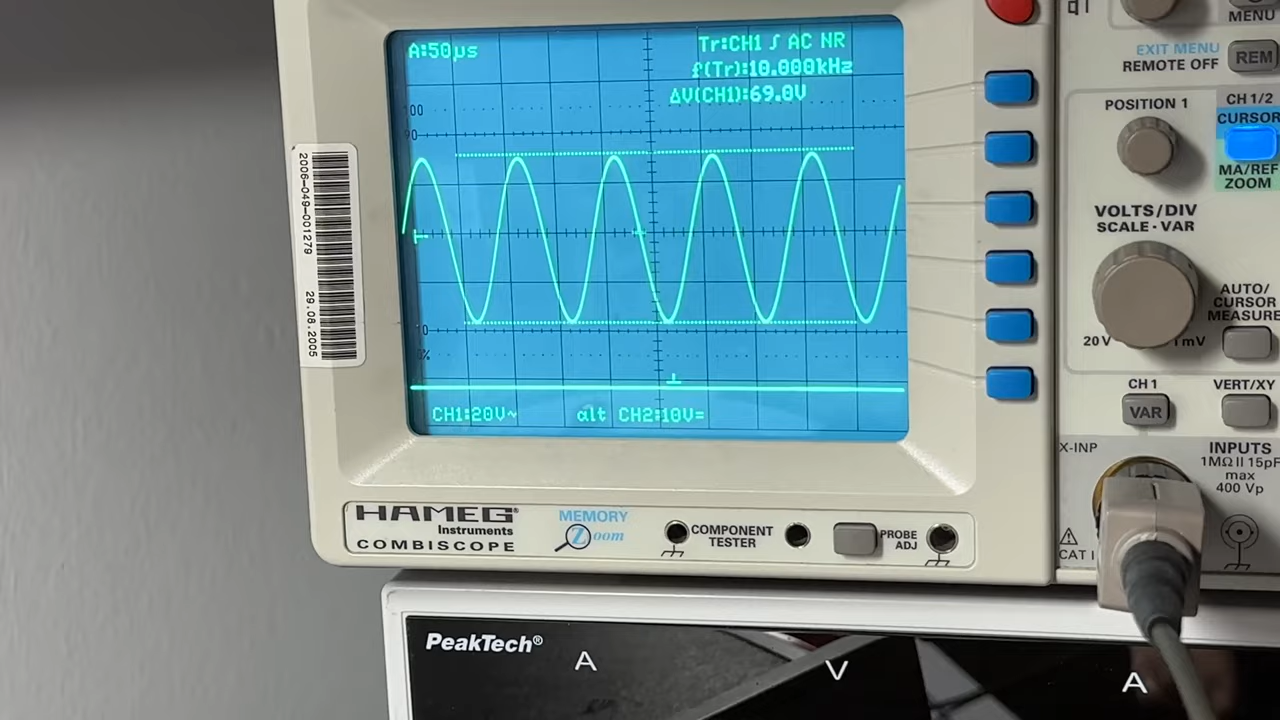 A:50µs
Tr:CH1 ∫ AC NR
f(Tr):10.000kHz
ΔV(CH1):69.0V
100
90
10
CH1:20V~ alt CH2:10V=
2006-049-001279
29.08.2005
HAMEG®
Instruments
COMBISCOPE
MEMORY
Zoom
COMPONENT
TESTER
PROBE
ADJ
MENU
EXIT MENU
REMOTE OFF
REM
POSITION 1
CH 1/2
CURSOR
MA/REF
ZOOM
VOLTS/DIV
SCALE · VAR
AUTO/
CURSOR
MEASURE
20V
1mV
CH 1
VAR
VERT/XY
X-INP
INPUTS
1MΩ II 15pF
max
400 Vp
CAT I
PeakTech®
A
V
A